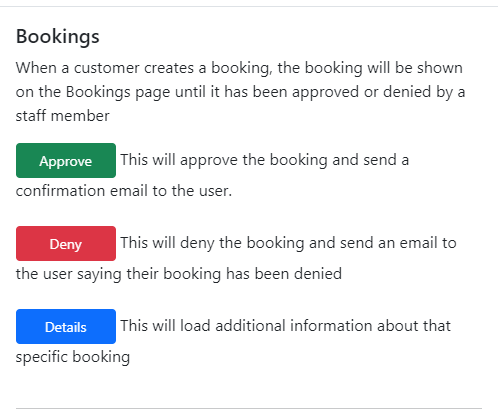 Bookings
When a customer creates a booking, the booking will be shown
on the Bookings page until it has been approved or denied by a
staff member
Approve This will approve the booking and send a
confirmation email to the user.
Deny This will deny the booking and send an email to
the user saying their booking has been denied
Details This will load additional information about that
specific booking